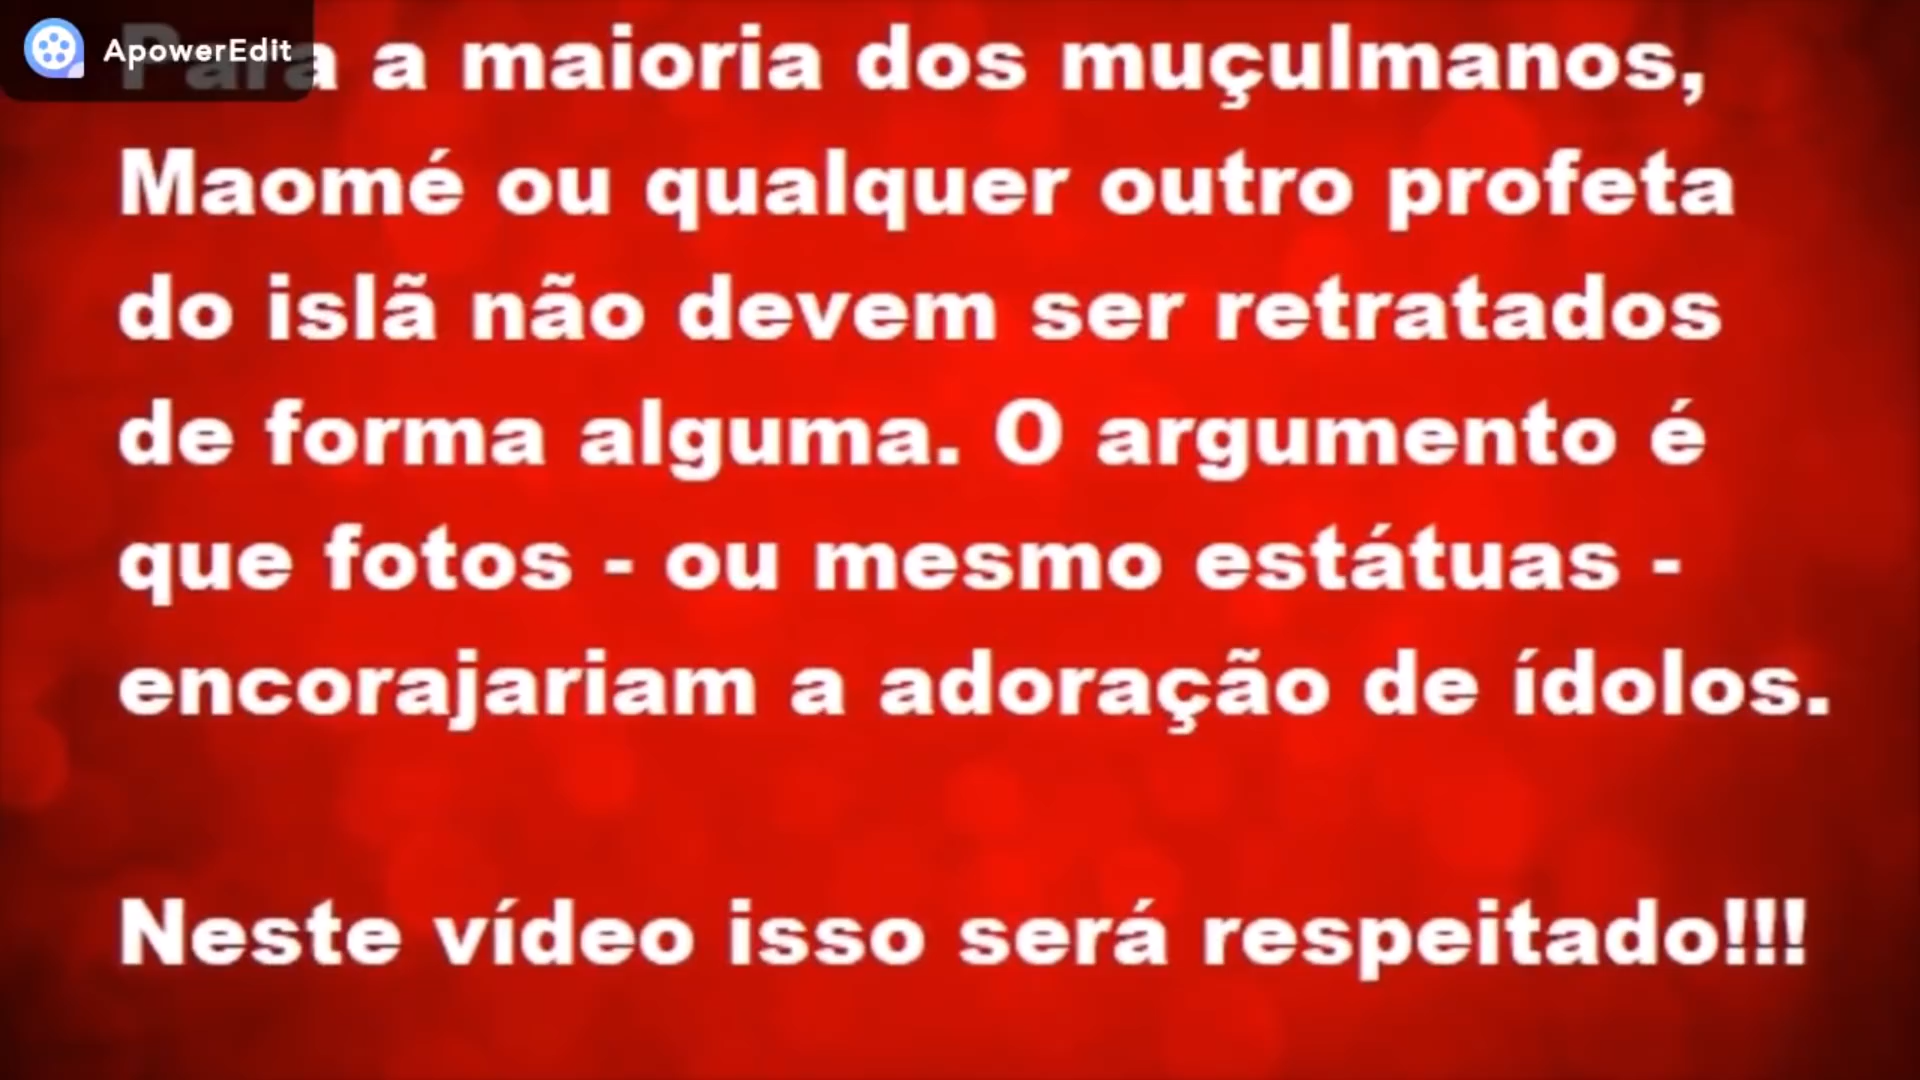 ApowerEdit
Para a maioria dos muçulmanos,
Maomé ou qualquer outro profeta
do islã não devem ser retratados
de forma alguma. O argumento é
que fotos - ou mesmo estátuas -
encorajariam a adoração de ídolos.
Neste vídeo isso será respeitado!!!